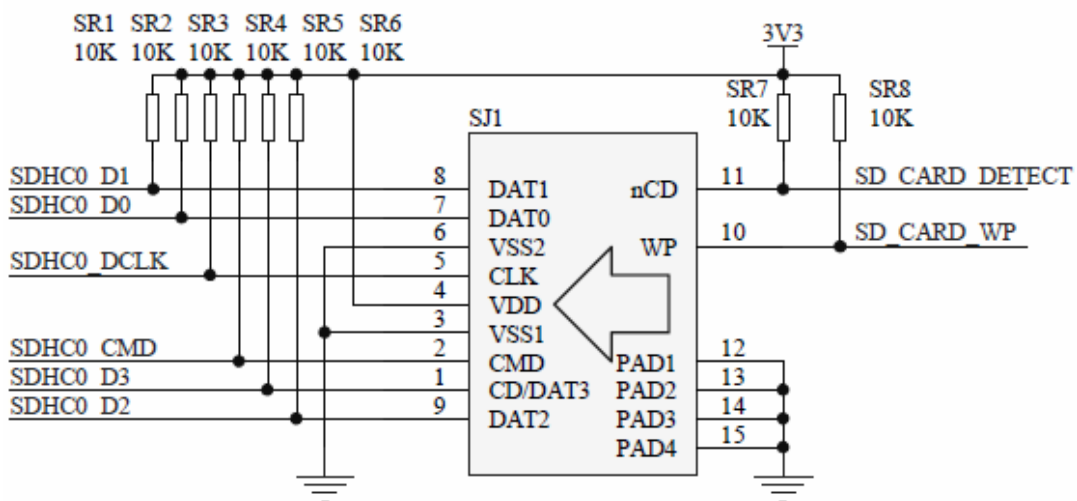 SR1 SR2 SR3 SR4 SR5 SR6
10K 10K 10K 10K 10K 10K
3V3
SR7
10K
SR8
10K
SJ1
SDHC0_D1
8
DAT1
nCD
11
SD_CARD_DETECT
SDHC0_D0
7
DAT0
6
VSS2
WP
10
SD_CARD_WP
SDHC0_DCLK
5
CLK
4
VDD
3
VSS1
SDHC0_CMD
2
CMD
PAD1
12
SDHC0_D3
1
CD/DAT3
PAD2
13
SDHC0_D2
9
DAT2
PAD3
14
PAD4
15